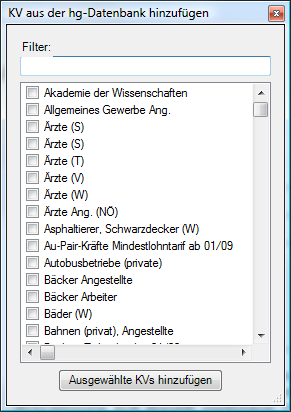 KV aus der hg-Datenbank hinzufügen
Filter:
Akademie der Wissenschaften
Allgemeines Gewerbe Ang.
Ärzte (S)
Ärzte (S)
Ärzte (T)
Ärzte (V)
Ärzte (W)
Ärzte Ang. (NÖ)
Asphaltierer, Schwarzdecker (W)
Au-Pair-Kräfte Mindestlohntarif ab 01/09
Autobusbetriebe (private)
Bäcker Angestellte
Bäcker Arbeiter
Bäder (W)
Bahnen (privat), Angestellte
Ausgewählte KVs hinzufügen